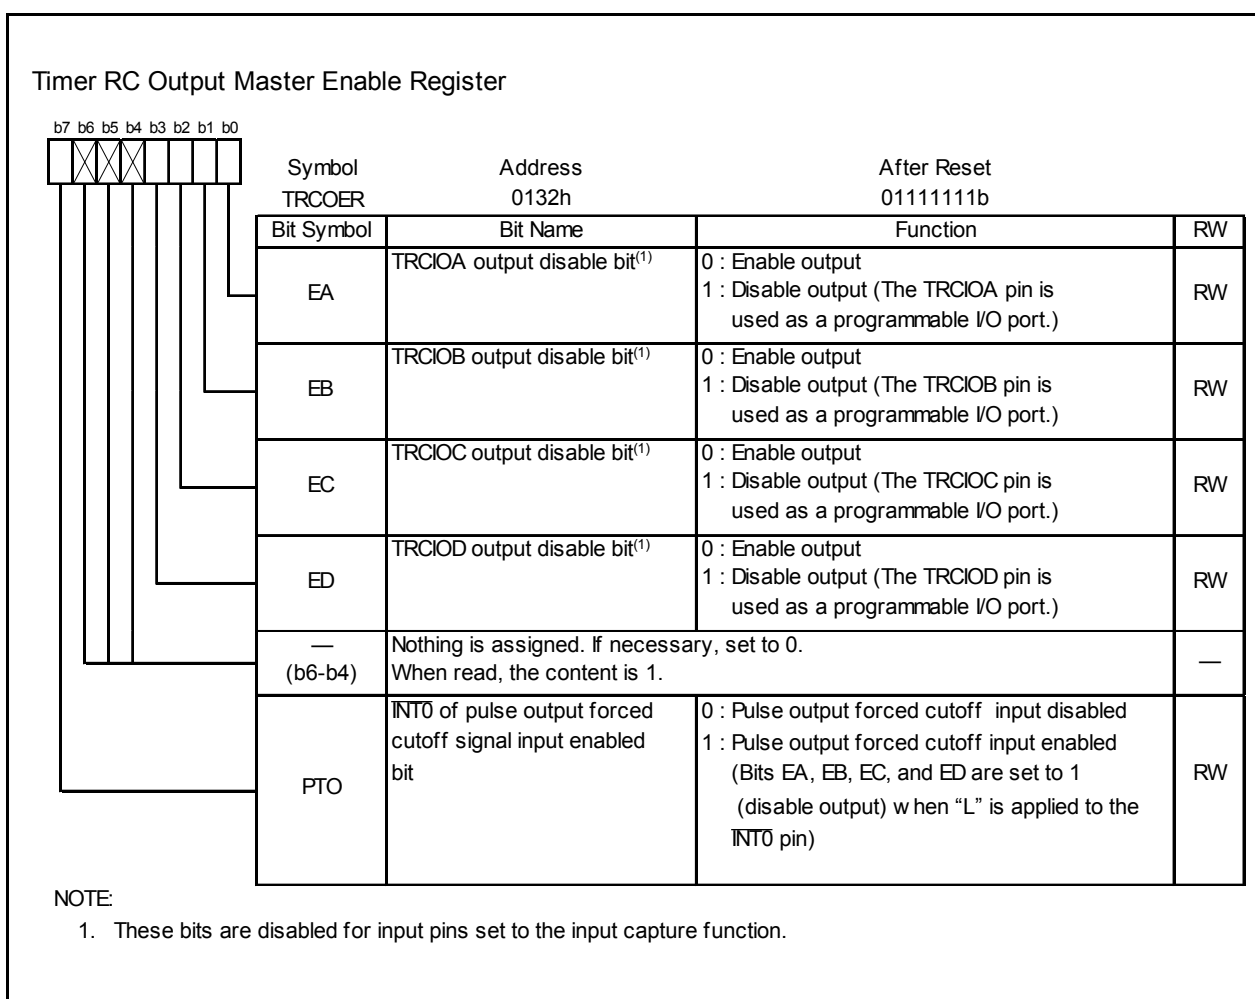 Timer RC Output Master Enable Register
b7 b6 b5 b4 b3 b2 b1 b0
Symbol Address After Reset
TRCOER 0132h 01111111b
Bit Symbol Bit Name Function RW
EA
TRCIOA output disable bit(1)
0 : Enable output
1 : Disable output (The TRCIOA pin is
used as a programmable I/O port.)
RW
EB
TRCIOB output disable bit(1)
0 : Enable output
1 : Disable output (The TRCIOB pin is
used as a programmable I/O port.)
RW
EC
TRCIOC output disable bit(1)
0 : Enable output
1 : Disable output (The TRCIOC pin is
used as a programmable I/O port.)
RW
ED
TRCIOD output disable bit(1)
0 : Enable output
1 : Disable output (The TRCIOD pin is
used as a programmable I/O port.)
RW
—
(b6-b4)
Nothing is assigned. If necessary, set to 0.
When read, the content is 1.
—
PTO
INT0 of pulse output forced
cutoff signal input enabled
bit
0 : Pulse output forced cutoff input disabled
1 : Pulse output forced cutoff input enabled
(Bits EA, EB, EC, and ED are set to 1
(disable output) when “L” is applied to the
INT0 pin)
RW
NOTE:
1. These bits are disabled for input pins set to the input capture function.